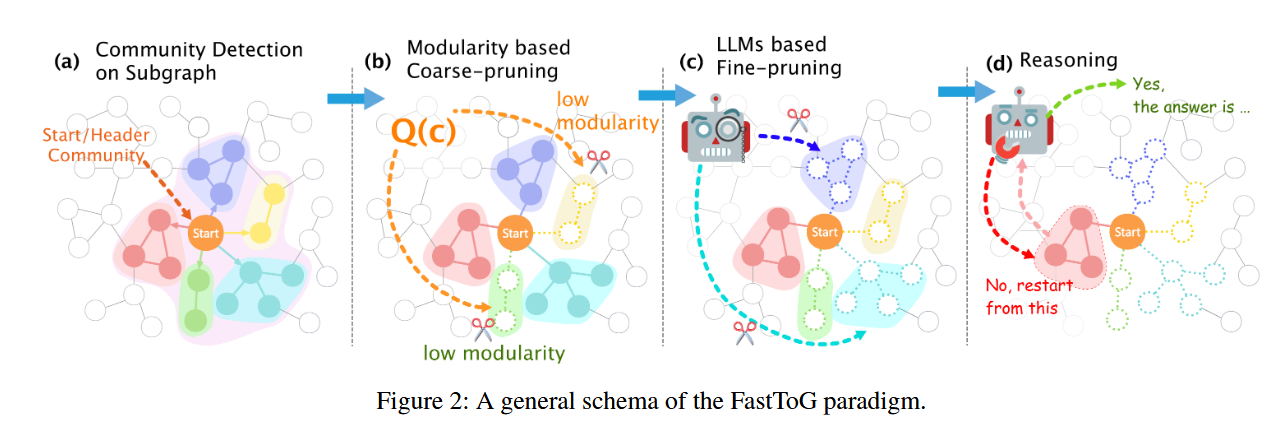 (a) Community Detection
on Subgraph
(b) Modularity based
Coarse-pruning
(c) LLMs based
Fine-pruning
(d) Reasoning
Start/Header
Community
Start
Q(c)
low
modularity
Start
low modularity
Start
Yes,
the answer is ...
Start
No, restart
from this
Figure 2: A general schema of the FastToG paradigm.